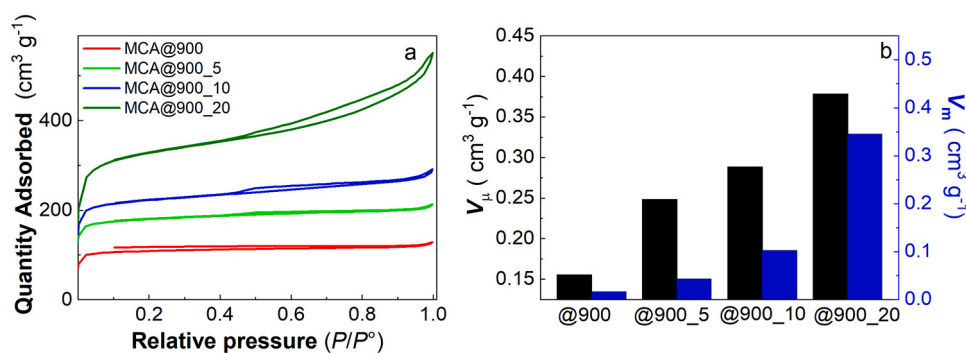 a
MCA@900
MCA@900_5
MCA@900_10
MCA@900_20
Quantity Adsorbed (cm³ g⁻¹)
400
200
0
0.2
0.4
0.6
0.8
1.0
Relative pressure (P/P°)
b
Vμ ( cm³ g⁻¹)
0.45
0.40
0.35
0.30
0.25
0.20
0.15
@900
@900_5
@900_10
@900_20
0.5
0.4
0.3
0.2
0.1
0.0
Vm ( cm³ g⁻¹)